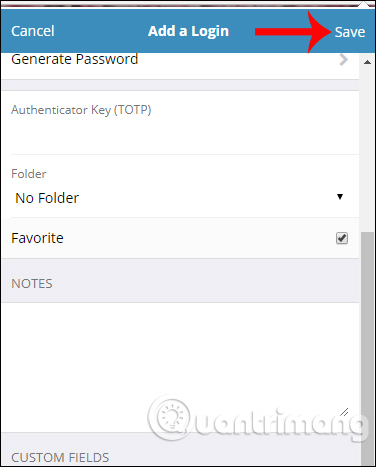 Cancel
Add a Login
Save
Generate Password
Authenticator Key (TOTP)
Folder
No Folder
Favorite
NOTES
Quantrimang
CUSTOM FIELDS